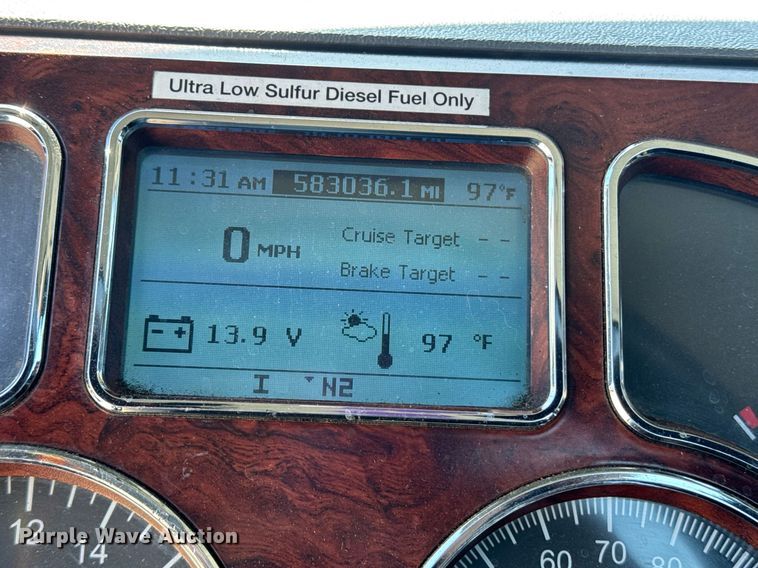 Ultra Low Sulfur Diesel Fuel Only
11:31 AM 583036.1 MI 97°F
0 MPH
Cruise Target - -
Brake Target - -
- + 13.9 V 97 °F
I N2
12 14
60 70 80
Purple Wave Auction®